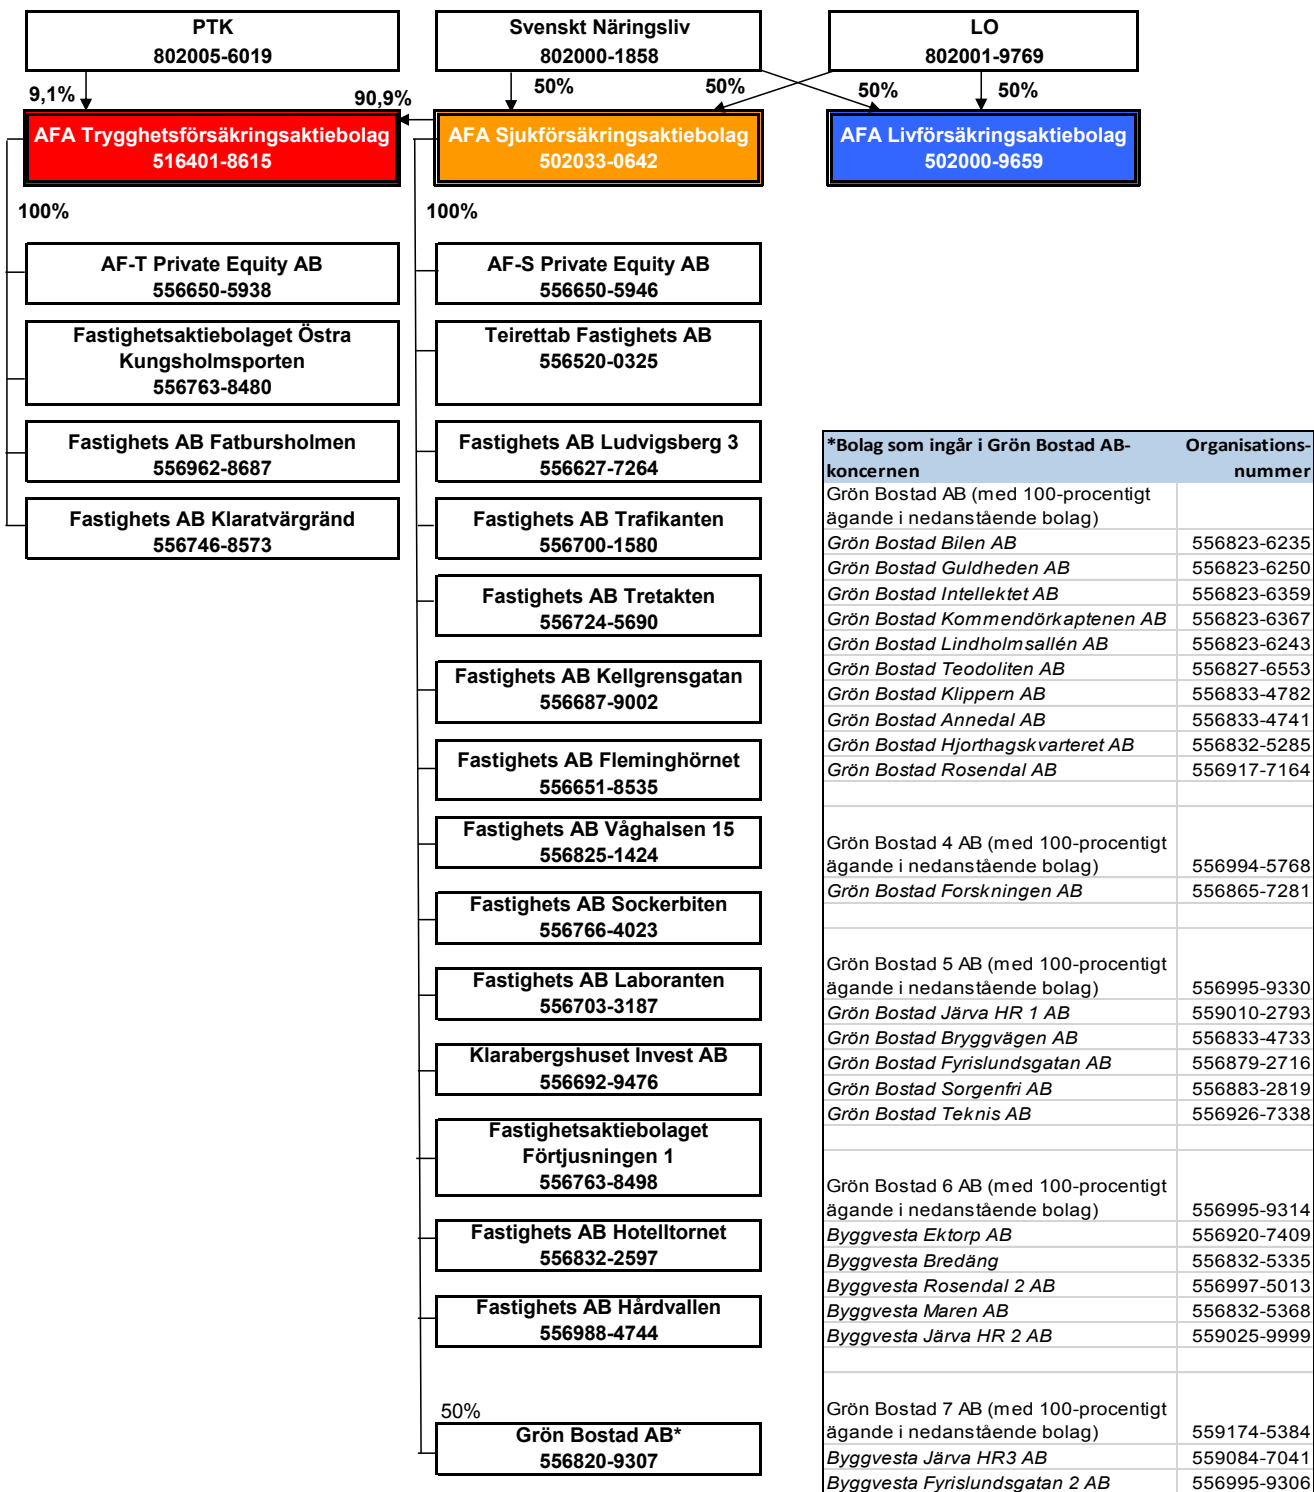 PTK
802005-6019
Svenskt Näringsliv
802000-1858
LO
802001-9769
9,1%
90,9%
50%
50%
50%
50%
AFA Trygghetsförsäkringsaktiebolag
516401-8615
AFA Sjukförsäkringsaktiebolag
502033-0642
AFA Livförsäkringsaktiebolag
502000-9659
100%
100%
AF-T Private Equity AB
556650-5938
Fastighetsaktiebolaget Östra
Kungsholmsporten
556763-8480
Fastighets AB Fatbursholmen
556962-8687
Fastighets AB Klaratvärgränd
556746-8573
AF-S Private Equity AB
556650-5946
Teirettab Fastighets AB
556520-0325
Fastighets AB Ludvigsberg 3
556627-7264
Fastighets AB Trafikanten
556700-1580
Fastighets AB Tretakten
556724-5690
Fastighets AB Kellgrensgatan
556687-9002
Fastighets AB Fleminghörnet
556651-8535
Fastighets AB Våghalsen 15
556825-1424
Fastighets AB Sockerbiten
556766-4023
Fastighets AB Laboranten
556703-3187
Klarabergshuset Invest AB
556692-9476
Fastighetsaktiebolaget
Förtjusningen 1
556763-8498
Fastighets AB Hotelltornet
556832-2597
Fastighets AB Hårdvallen
556988-4744
50%
Grön Bostad AB*
556820-9307
*Bolag som ingår i Grön Bostad AB- Organisations-
koncernen nummer
Grön Bostad AB (med 100-procentigt
ägande i nedanstående bolag)
Grön Bostad Bilen AB 556823-6235
Grön Bostad Guldheden AB 556823-6250
Grön Bostad Intellektet AB 556823-6359
Grön Bostad Kommendörkaptenen AB 556823-6367
Grön Bostad Lindholmsallén AB 556823-6243
Grön Bostad Teodoliten AB 556827-6553
Grön Bostad Klippern AB 556833-4782
Grön Bostad Annedal AB 556833-4741
Grön Bostad Hjorthagskvarteret AB 556832-5285
Grön Bostad Rosendal AB 556917-7164
Grön Bostad 4 AB (med 100-procentigt
ägande i nedanstående bolag) 556994-5768
Grön Bostad Forskningen AB 556865-7281
Grön Bostad 5 AB (med 100-procentigt
ägande i nedanstående bolag) 556995-9330
Grön Bostad Järva HR 1 AB 559010-2793
Grön Bostad Bryggvägen AB 556833-4733
Grön Bostad Fyrislundsgatan AB 556879-2716
Grön Bostad Sorgenfri AB 556883-2819
Grön Bostad Teknis AB 556926-7338
Grön Bostad 6 AB (med 100-procentigt
ägande i nedanstående bolag) 556995-9314
Byggvesta Ektorp AB 556920-7409
Byggvesta Bredäng 556832-5335
Byggvesta Rosendal 2 AB 556997-5013
Byggvesta Maren AB 556832-5368
Byggvesta Järva HR 2 AB 559025-9999
Grön Bostad 7 AB (med 100-procentigt
ägande i nedanstående bolag) 559174-5384
Byggvesta Järva HR3 AB 559084-7041
Byggvesta Fyrislundsgatan 2 AB 556995-9306